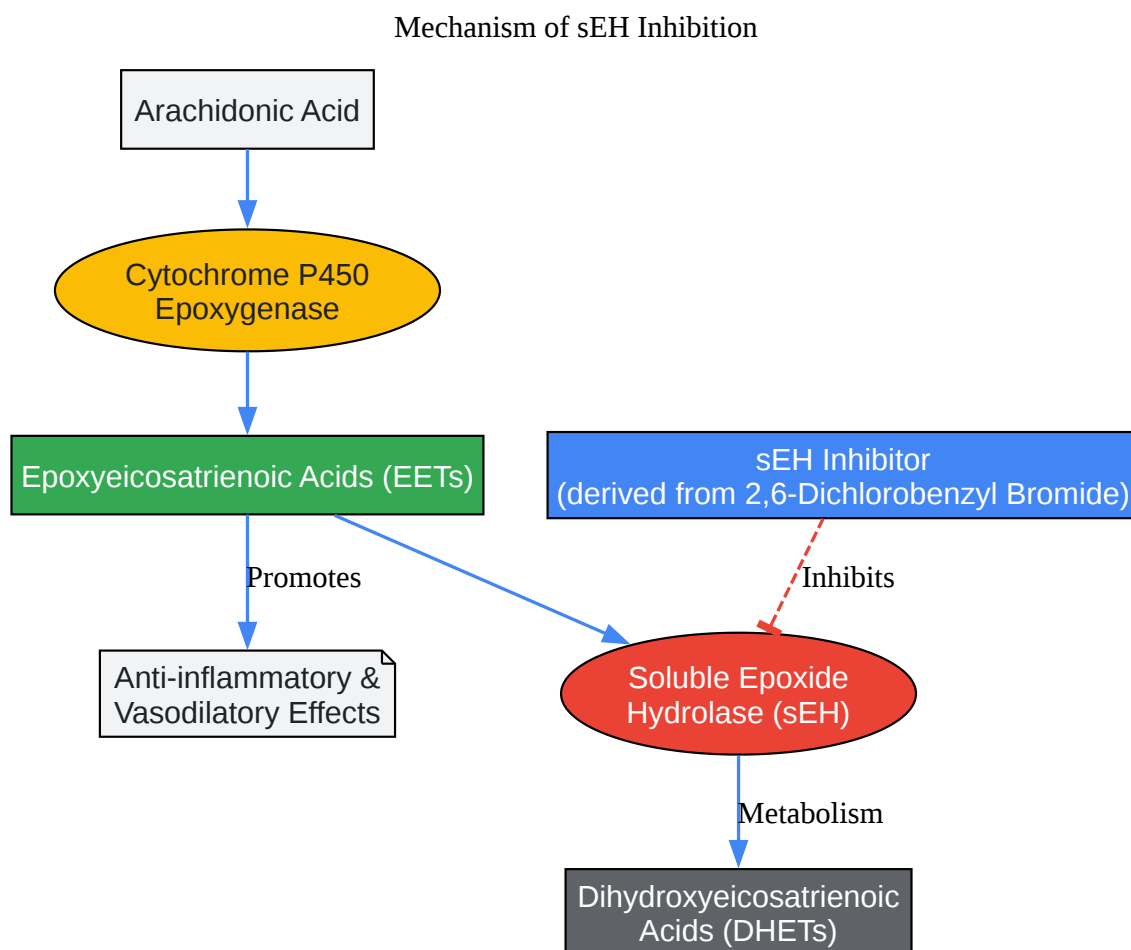 Mechanism of sEH Inhibition
Arachidonic Acid
Cytochrome P450
Epoxygenase
Epoxyeicosatrienoic Acids (EETs)
sEH Inhibitor
(derived from 2,6-Dichlorobenzyl Bromide)
Promotes
Inhibits
Anti-inflammatory &
Vasodilatory Effects
Soluble Epoxide
Hydrolase (sEH)
Metabolism
Dihydroxyeicosatrienoic
Acids (DHETs)